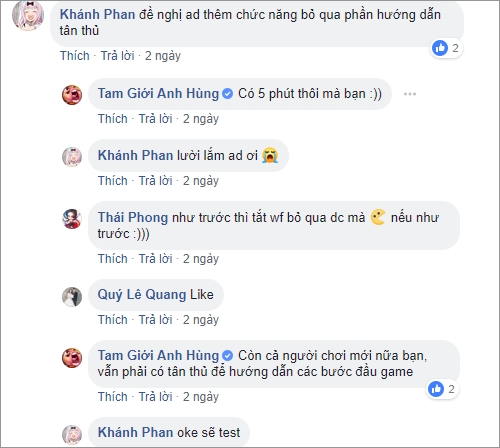 Khánh Phan đề nghị ad thêm chức năng bỏ qua phần hướng dẫn
tân thủ
2
Thích · Trả lời · 2 ngày
Tam Giới Anh Hùng Có 5 phút thôi mà bạn :))
Thích · Trả lời · 2 ngày
Khánh Phan lười lắm ad ơi
Thích · Trả lời · 2 ngày
Thái Phong như trước thì tắt wf bỏ qua dc mà nếu như
trước :)))
Thích · Trả lời · 2 ngày
Quý Lê Quang Like
Thích · Trả lời · 2 ngày
Tam Giới Anh Hùng Còn cả người chơi mới nữa bạn,
vẫn phải có tân thủ để hướng dẫn các bước đầu game
2
Thích · Trả lời · 2 ngày
Khánh Phan oke sẽ test